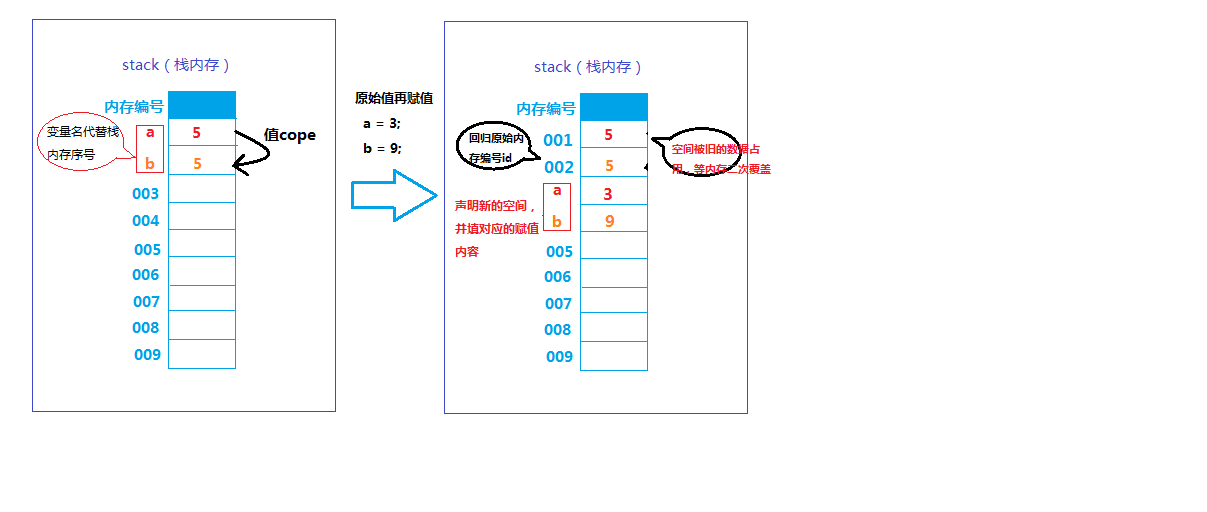 stack（栈内存）
内存编号
变量名代替栈
内存序号
a
5
b
5
值cope
003
004
005
006
007
008
009
原始值再赋值
a = 3;
b = 9;
stack（栈内存）
内存编号
回归原始内
存编号id
001
5
002
5
空间被旧的数据占
用，等内存二次覆盖
声明新的空间，
并填对应的赋值
内容
a
3
b
9
005
006
007
008
009